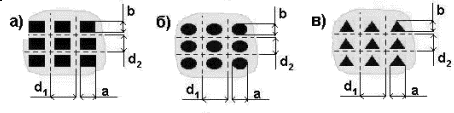 а) b d₂ d₁ a
б) b d₂ d₁ a
в) b d₂ d₁ a